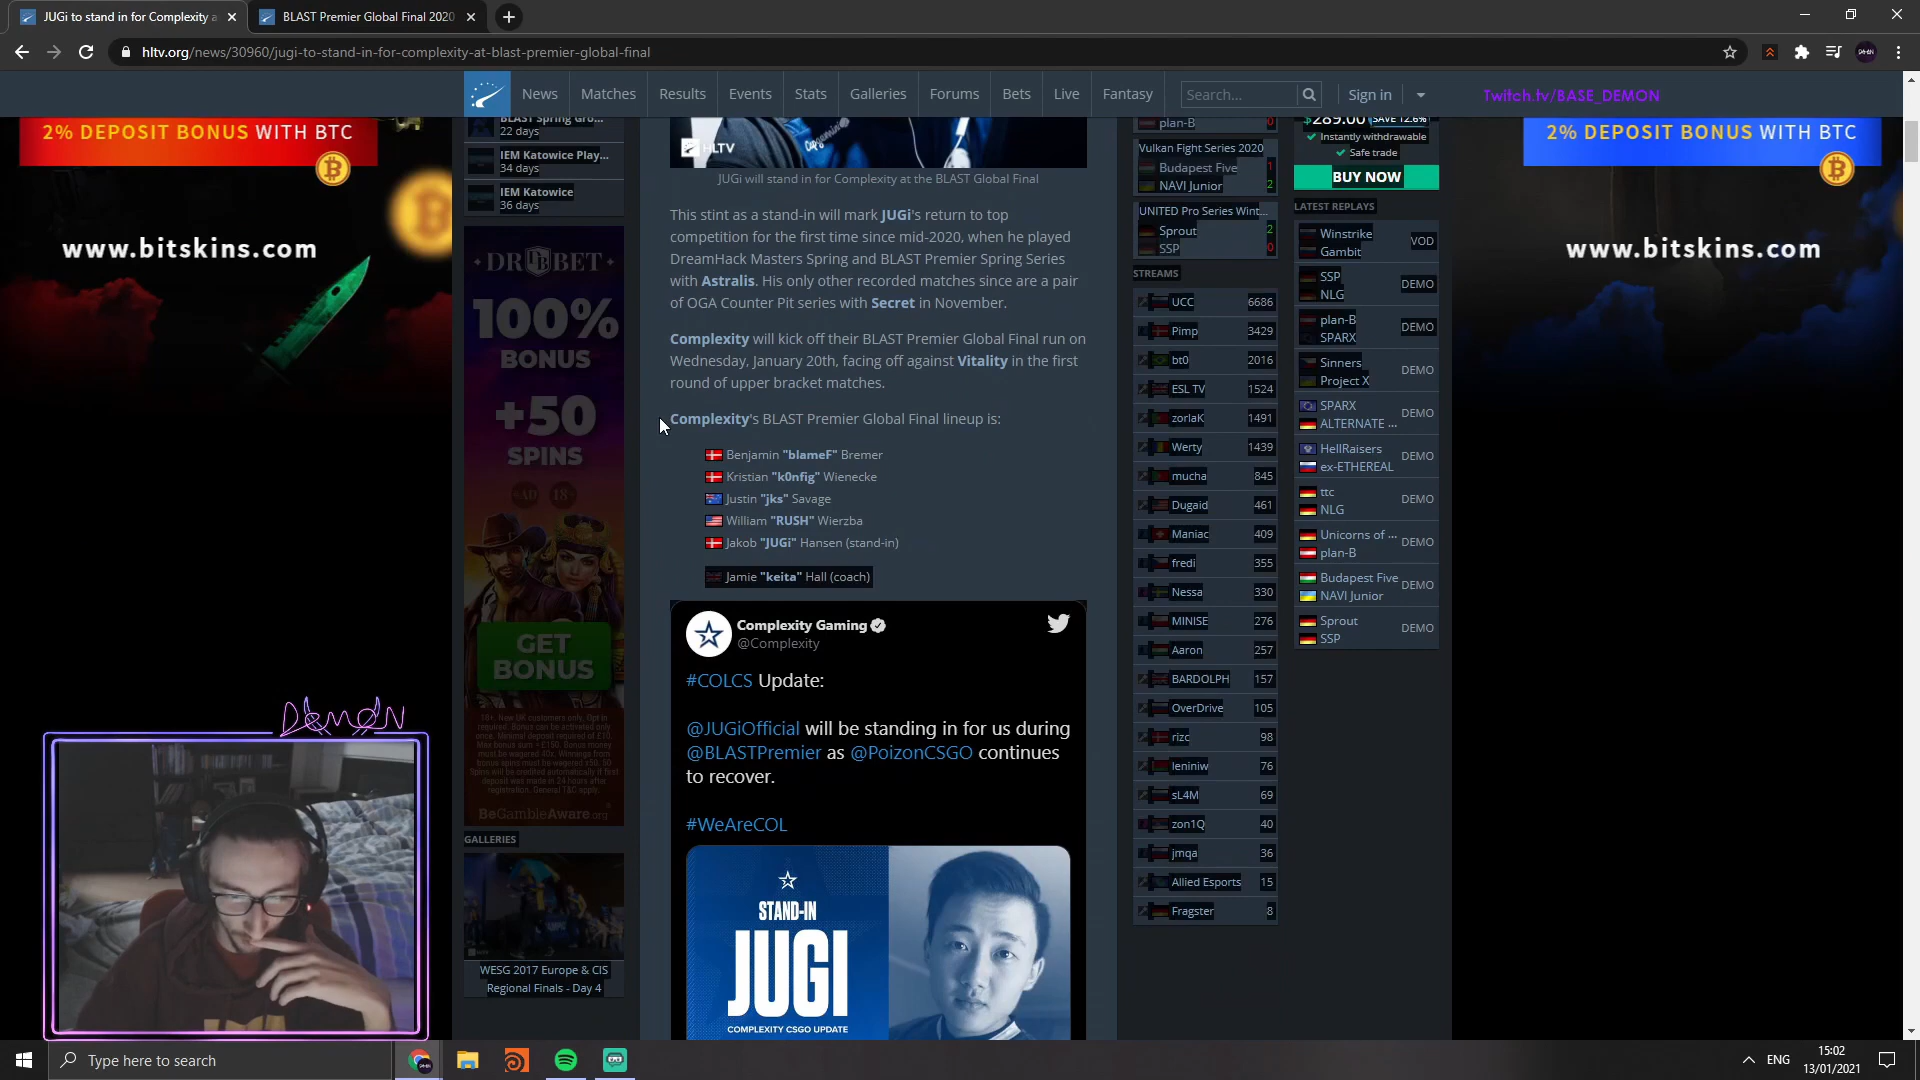 JUGi to stand in for Complexity a
BLAST Premier Global Final 2020
hltv.org/news/30960/jugi-to-stand-in-for-complexity-at-blast-premier-global-final
News
Matches
Results
Events
Stats
Galleries
Forums
Bets
Live
Fantasy
Search...
Sign in
Twitch.tv/BASE_DEMON
2% DEPOSIT BONUS WITH BTC
www.bitskins.com
BLAST Spring Gro...
22 days
IEM Katowice Play...
34 days
IEM Katowice
36 days
DR BET
100%
BONUS
+50
SPINS
GET
BONUS
BeGambleAware.org
GALLERIES
WESG 2017 Europe & CIS
Regional Finals - Day 4
DEMON
HLTV
JUGi will stand in for Complexity at the BLAST Global Final
This stint as a stand-in will mark JUGi's return to top
competition for the first time since mid-2020, when he played
DreamHack Masters Spring and BLAST Premier Spring Series
with Astralis. His only other recorded matches since are a pair
of OGA Counter Pit series with Secret in November.
Complexity will kick off their BLAST Premier Global Final run on
Wednesday, January 20th, facing off against Vitality in the first
round of upper bracket matches.
Complexity's BLAST Premier Global Final lineup is:
Benjamin "blameF" Bremer
Kristian "k0nfig" Wienecke
Justin "jks" Savage
William "RUSH" Wierzba
Jakob "JUGi" Hansen (stand-in)
Jamie "keita" Hall (coach)
Complexity Gaming
@Complexity
#COLCS Update:
@JUGiOfficial will be standing in for us during
@BLASTPremier as @PoizonCSGO continues
to recover.
#WeAreCOL
STAND-IN
JUGI
COMPLEXITY CSGO UPDATE
plan-B 0
Vulkan Fight Series 2020
Budapest Five 1
NAVI Junior 2
UNITED Pro Series Wint...
Sprout 2
SSP 0
STREAMS
UCC 6686
Pimp 3429
bt0 2016
ESL TV 1524
zorlaK 1491
Werty 1439
mucha 845
Dugaid 461
Maniac 409
fredi 355
Nessa 330
MINISE 276
Aaron 257
BARDOLPH 157
OverDrive 105
rizc 98
leniniw 76
sL4M 69
zon1Q 40
jmqa 36
Allied Esports 15
Fragster 8
$289.00 SAVE 12.6%
Instantly withdrawable
Safe trade
BUY NOW
LATEST REPLAYS
Winstrike
Gambit
VOD
SSP
NLG
DEMO
plan-B
SPARX
DEMO
Sinners
Project X
DEMO
SPARX
ALTERNATE ...
DEMO
HellRaisers
ex-ETHEREAL
DEMO
ttc
NLG
DEMO
Unicorns of ...
plan-B
DEMO
Budapest Five
NAVI Junior
DEMO
Sprout
SSP
DEMO
2% DEPOSIT BONUS WITH BTC
www.bitskins.com
Type here to search
ENG
15:02
13/01/2021